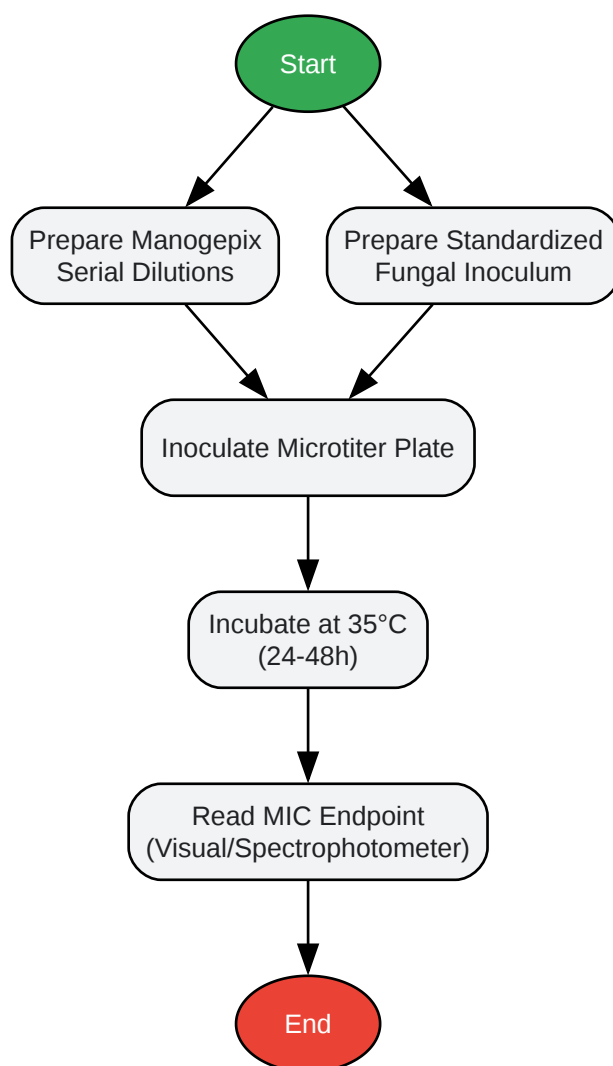 Start
Prepare Manogepix
Serial Dilutions
Prepare Standardized
Fungal Inoculum
Inoculate Microtiter Plate
Incubate at 35°C
(24-48h)
Read MIC Endpoint
(Visual/Spectrophotometer)
End